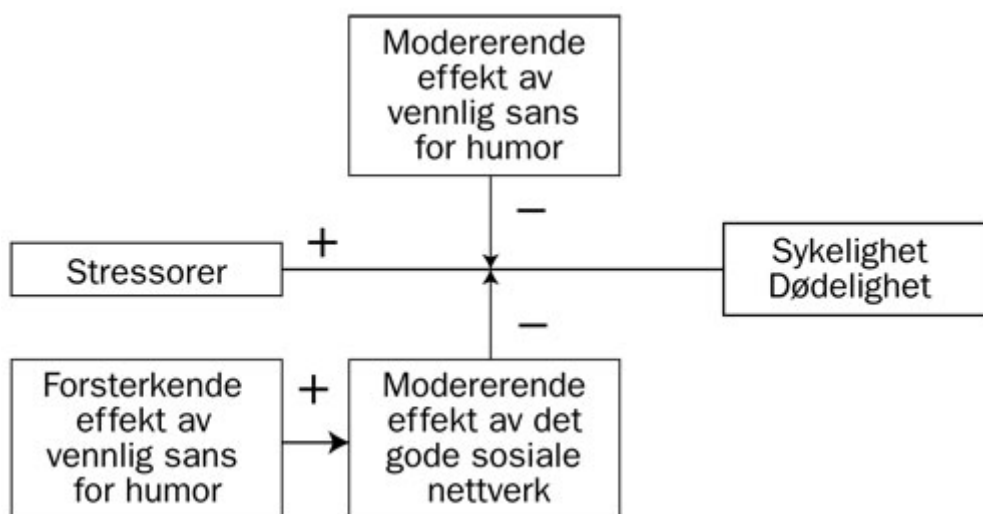 Modererende
effekt av
vennlig sans
for humor
−
+
Stressorer
Sykelighet
Dødelighet
−
Forsterkende
effekt av
vennlig sans
for humor
+
Modererende
effekt av det
gode sosiale
nettverk